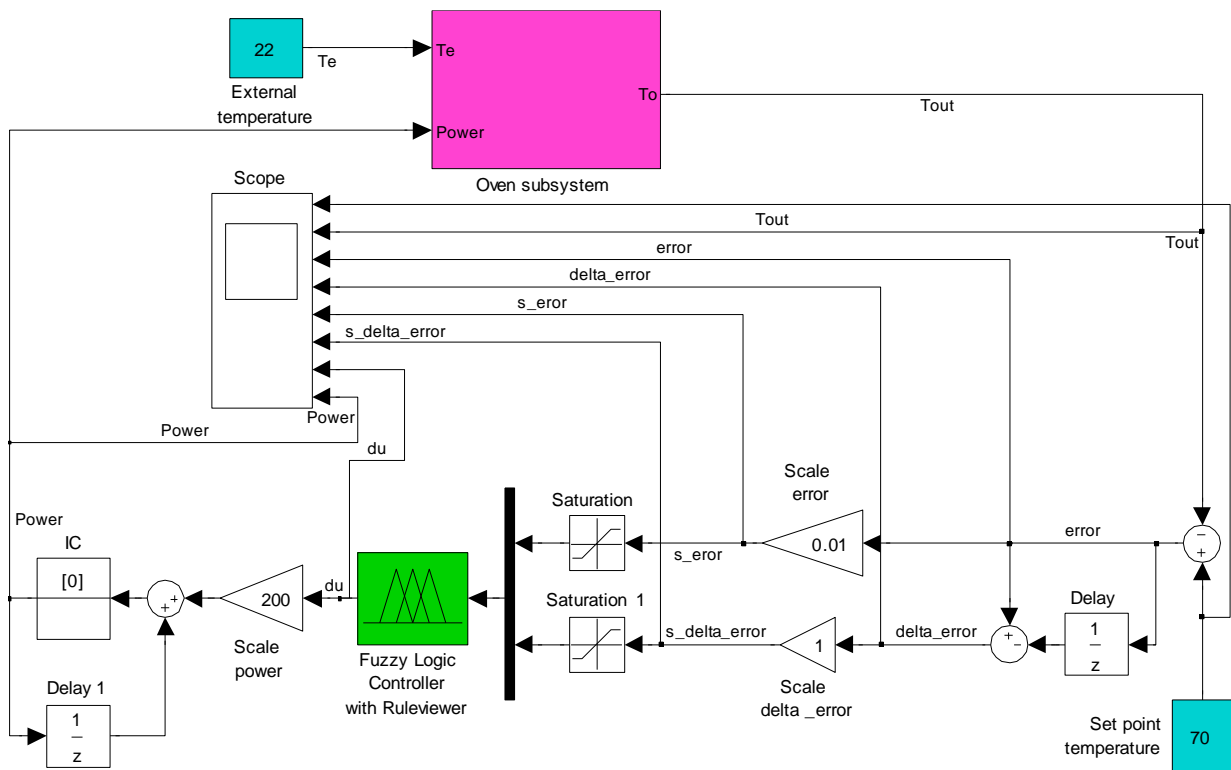 22
Te
External
temperature
Te
Power
To
Oven subsystem
Tout
Scope
Tout
Tout
error
delta_error
s_eror
s_delta_error
Power
Power
du
Power
IC
[0]
+
+
200
Scale
power
du
Delay 1
1
z
Fuzzy Logic
Controller
with Ruleviewer
Saturation
Saturation 1
s_eror
s_delta_error
Scale
error
0.01
1
Scale
delta _error
delta_error
error
+
−
Delay
1
z
−
+
Set point
temperature
70